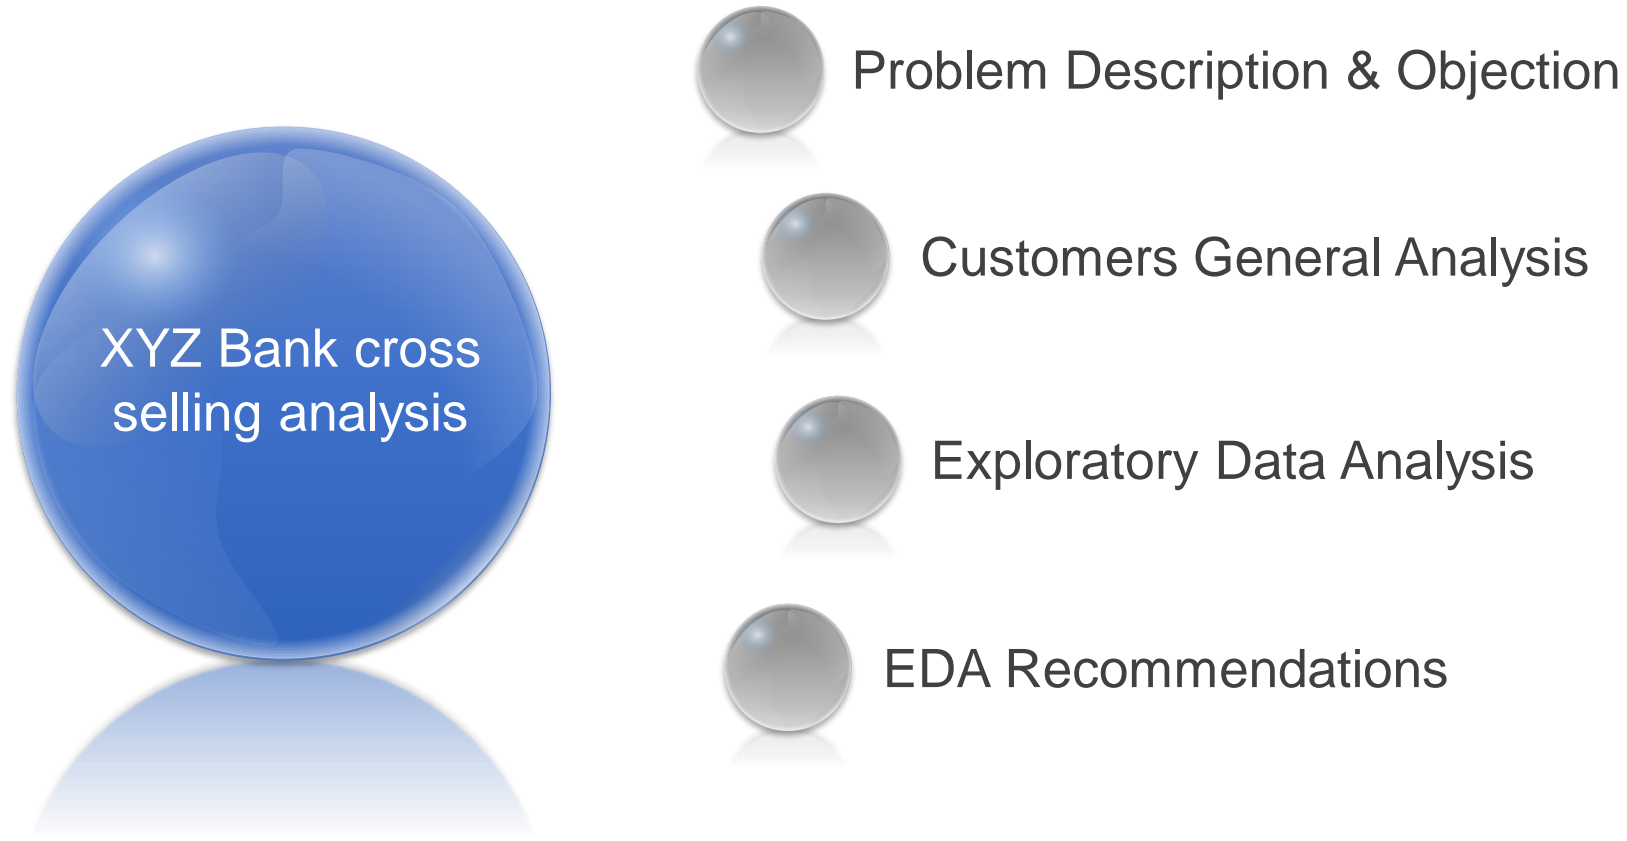 XYZ Bank cross
selling analysis
Problem Description & Objection
Customers General Analysis
Exploratory Data Analysis
EDA Recommendations